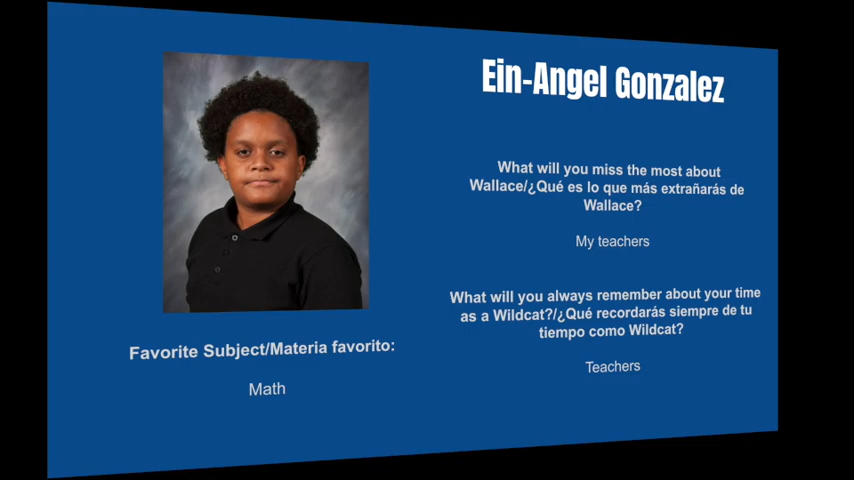 Ein-Angel Gonzalez
What will you miss the most about
Wallace/¿Qué es lo que más extrañarás de
Wallace?
My teachers
What will you always remember about your time
as a Wildcat?/¿Qué recordarás siempre de tu
tiempo como Wildcat?
Teachers
Favorite Subject/Materia favorito:
Math